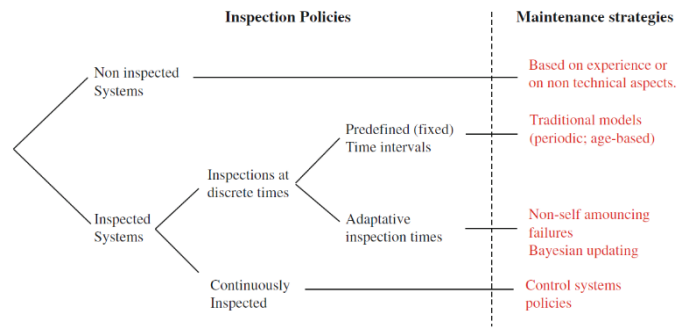 Inspection Policies
Maintenance strategies
Non inspected
Systems
Based on experience or
on non technical aspects.
Predefined (fixed)
Time intervals
Traditional models
(periodic; age-based)
Inspections at
discrete times
Inspected
Systems
Adaptative
inspection times
Non-self amouncing
failures
Bayesian updating
Continuously
Inspected
Control systems
policies